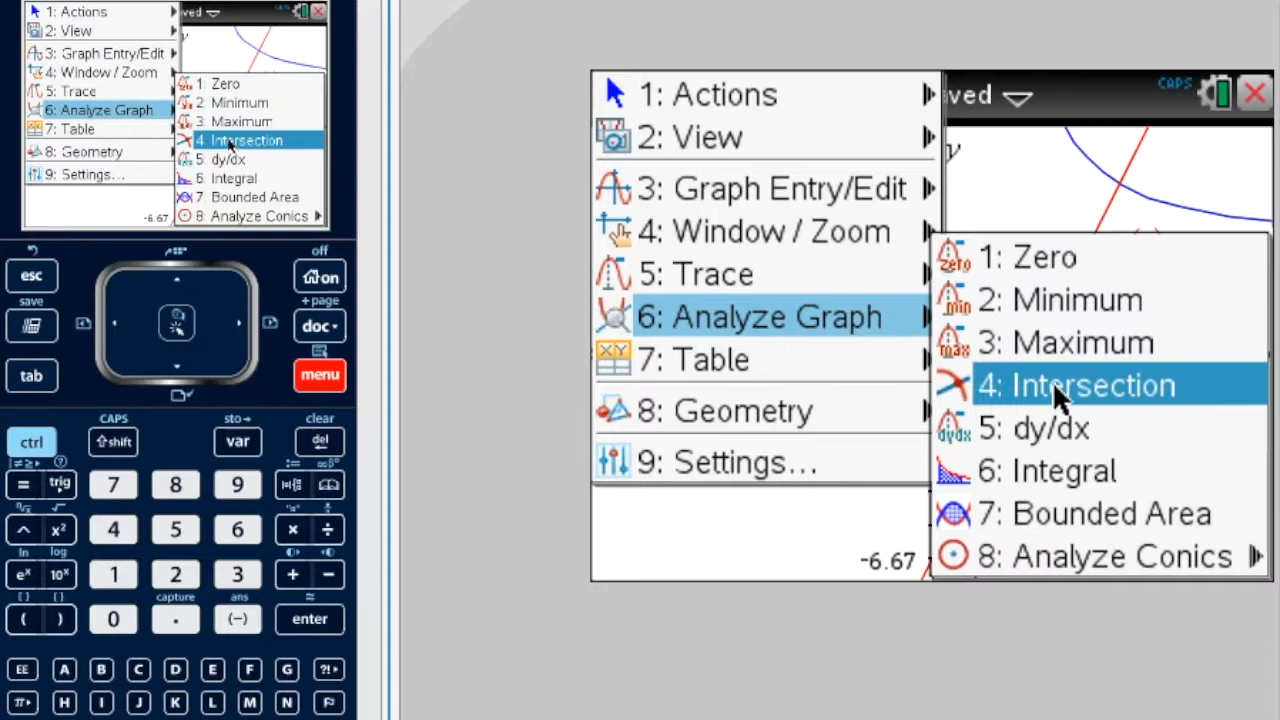 1: Actions
2: View
3: Graph Entry/Edit
4: Window / Zoom
5: Trace
6: Analyze Graph
7: Table
8: Geometry
9: Settings...
ved
CAPS
y
1: Zero
2: Minimum
3: Maximum
4: Intersection
5: dy/dx
6: Integral
7: Bounded Area
8: Analyze Conics
-6.67
off
esc
on
save
+page
doc
tab
menu
CAPS
sto→
clear
ctrl
shift
var
del
= trig 7 8 9
^ x² 4 5 6 × ÷
ln log
eˣ 10ˣ 1 2 3 + −
[ ] { } capture ans ≈
( ) 0 . (−) enter
EE A B C D E F G ?!▸
π▸ H I J K L M N
1: Actions
2: View
3: Graph Entry/Edit
4: Window / Zoom
5: Trace
6: Analyze Graph
7: Table
8: Geometry
9: Settings...
ved
CAPS
y
1: Zero
2: Minimum
3: Maximum
4: Intersection
5: dy/dx
6: Integral
7: Bounded Area
8: Analyze Conics
-6.67